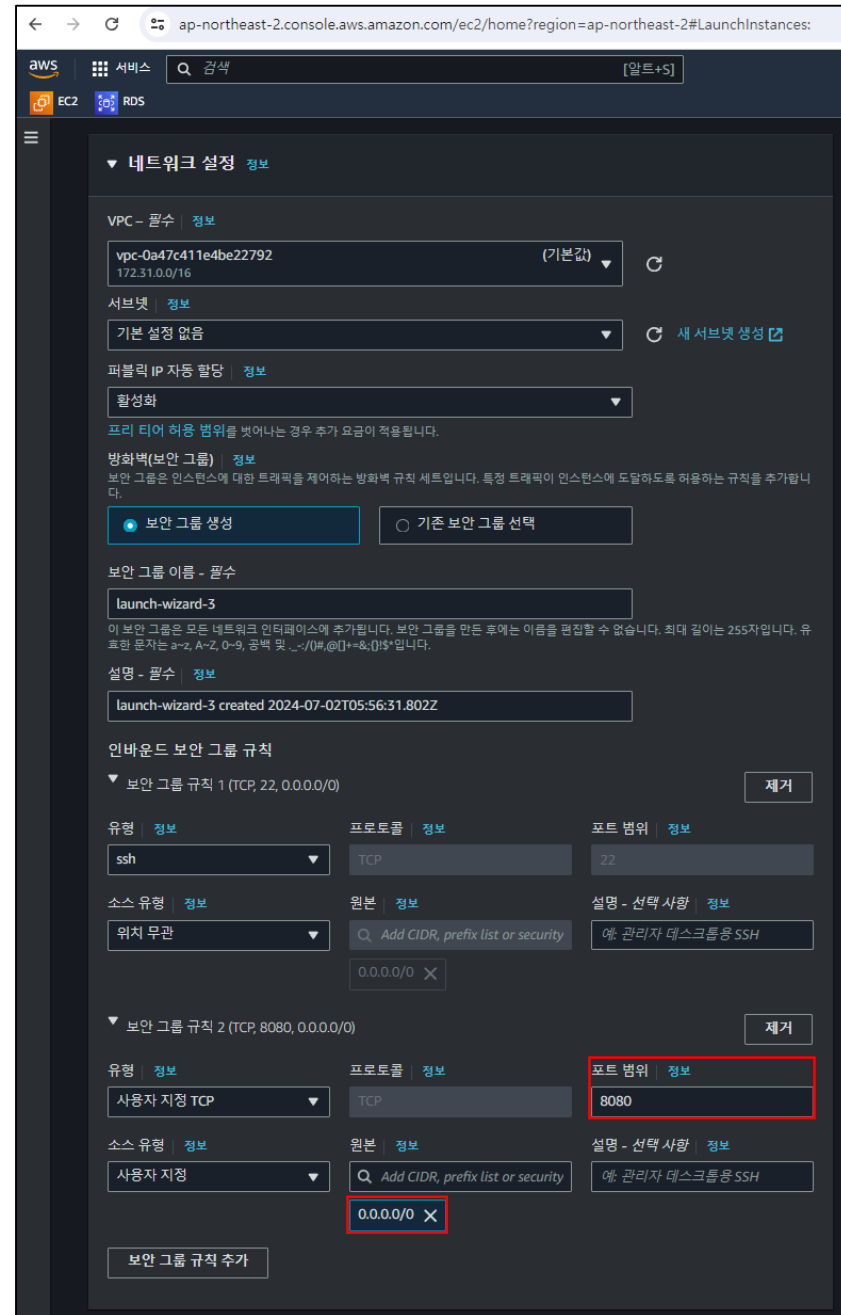 ap-northeast-2.console.aws.amazon.com/ec2/home?region=ap-northeast-2#LaunchInstances:
aws 서비스 검색 [알트+S]
EC2 RDS
네트워크 설정 정보
VPC – 필수 정보
vpc-0a47c411e4be22792 (기본값)
172.31.0.0/16
서브넷 정보
기본 설정 없음 새 서브넷 생성
퍼블릭 IP 자동 할당 정보
활성화
프리 티어 허용 범위를 벗어나는 경우 추가 요금이 적용됩니다.
방화벽(보안 그룹) 정보
보안 그룹은 인스턴스에 대한 트래픽을 제어하는 방화벽 규칙 세트입니다. 특정 트래픽이 인스턴스에 도달하도록 허용하는 규칙을 추가합니
다.
보안 그룹 생성 기존 보안 그룹 선택
보안 그룹 이름 - 필수
launch-wizard-3
이 보안 그룹은 모든 네트워크 인터페이스에 추가됩니다. 보안 그룹을 만든 후에는 이름을 편집할 수 없습니다. 최대 길이는 255자입니다. 유
효한 문자는 a~z, A~Z, 0~9, 공백 및 ._-:/()#,@[]+=&;{}!$*입니다.
설명 - 필수 정보
launch-wizard-3 created 2024-07-02T05:56:31.802Z
인바운드 보안 그룹 규칙
보안 그룹 규칙 1 (TCP, 22, 0.0.0.0/0) 제거
유형 정보 프로토콜 정보 포트 범위 정보
ssh TCP 22
소스 유형 정보 원본 정보 설명 - 선택 사항 정보
위치 무관 Add CIDR, prefix list or security 예: 관리자 데스크톱용 SSH
0.0.0.0/0
보안 그룹 규칙 2 (TCP, 8080, 0.0.0.0/0) 제거
유형 정보 프로토콜 정보 포트 범위 정보
사용자 지정 TCP TCP 8080
소스 유형 정보 원본 정보 설명 - 선택 사항 정보
사용자 지정 Add CIDR, prefix list or security 예: 관리자 데스크톱용 SSH
0.0.0.0/0
보안 그룹 규칙 추가